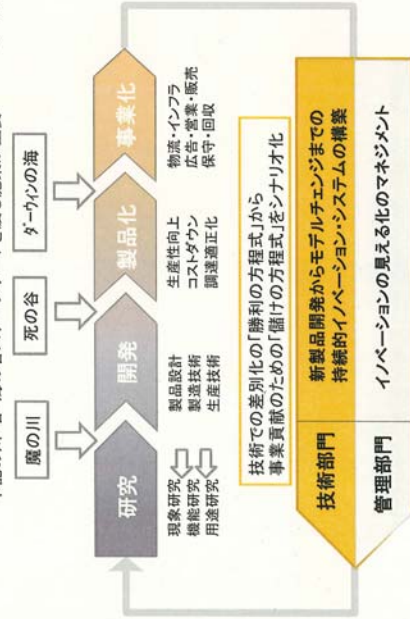 魔の川
死の谷
ダーウィンの海
研究
開発
製品化
事業化
現象研究
機能研究
用途研究
製品設計
製造技術
生産技術
生産性向上
コストダウン
調達適正化
物流・インフラ
広告・営業・販売
保守・回収
技術での差別化の「勝利の方程式」から
事業貢献のための「儲けの方程式」をシナリオ化
技術部門
新製品開発からモデルチェンジまでの
持続的イノベーション・システムの構築
管理部門
イノベーションの見える化のマネジメント